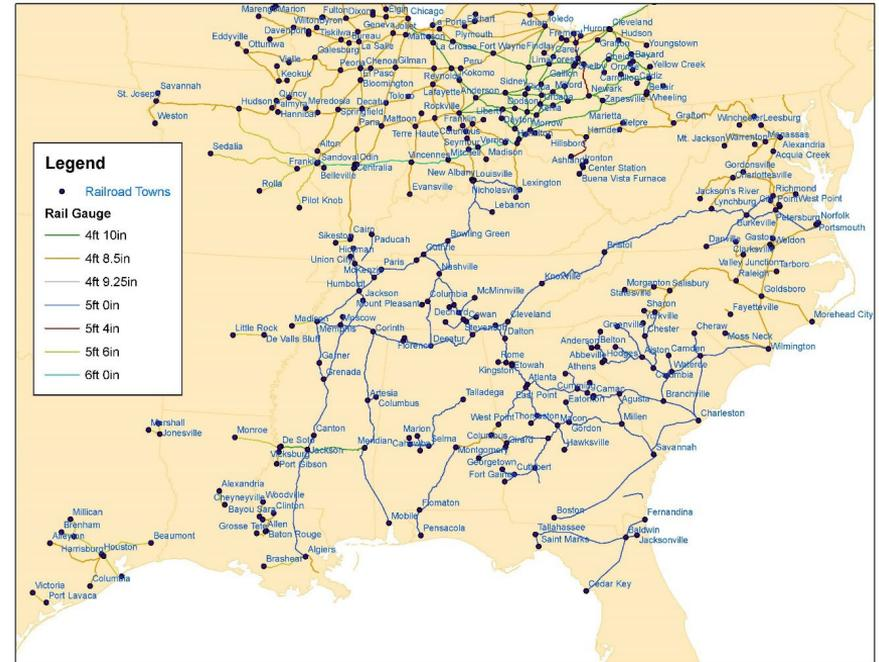 Marengo
Marion
Fulton
Dixon
Elgin
Chicago
Wilton
Byron
Geneva
Joliet
La Porte
Elkhart
Adrian
Toledo
Cleveland
Huron
Hudson
Eddyville
Davenport
Tiskilwa
Bureau
Matteson
Plymouth
Grafton
Youngstown
Ottumwa
La Salle
La Crosse
Fort Wayne
Findlay
Bayard
Galesburg
Peoria
Chenoa
Gilman
Peru
Lima
Shelby
Yellow Creek
El Paso
Reynolds
Kokomo
Galion
Carrollton
Cadiz
Keokuk
Bloomington
Sidney
Savannah
St. Joseph
Quincy
Lafayette
Anderson
Newark
Wheeling
Hudson
Palmyra
Meredosia
Decatur
Tolono
Zanesville
Weston
Hannibal
Springfield
Rockville
Marietta
Mattoon
Franklin
Dayton
Morrow
Belpre
Grafton
Winchester
Leesburg
Paris
Terre Haute
Columbus
Hamden
Manassas
Alton
Seymour
Hillsboro
Mt. Jackson
Warrenton
Alexandria
Sedalia
Sandoval
Odin
Vincennes
Mitchell
Madison
Ashland
Ironton
Acquia Creek
Centralia
Center Station
Gordonsville
Belleville
New Albany
Louisville
Buena Vista Furnace
Charlottesville
Rolla
Evansville
Nicholasville
Lexington
Jackson's River
Richmond
Pilot Knob
Lebanon
Lynchburg
City Point
West Point
Petersburg
Norfolk
Burkeville
Portsmouth
Legend
Railroad Towns
Rail Gauge
4ft 10in
4ft 8.5in
4ft 9.25in
5ft 0in
5ft 4in
5ft 6in
6ft 0in
Cairo
Sikeston
Paducah
Bowling Green
Bristol
Danville
Gaston
Weldon
Hickman
Guthrie
Clarksville
Union City
Paris
Valley Junction
Tarboro
McKenzie
Nashville
Raleigh
Humboldt
Knoxville
Morganton
Salisbury
Goldsboro
Jackson
Columbia
McMinnville
Statesville
Mount Pleasant
Sharon
Fayetteville
Moscow
Decherd
Cowan
Cleveland
Yorkville
Morehead City
Madison
Memphis
Corinth
Stevenson
Greenville
Chester
Cheraw
Little Rock
De Valls Bluff
Dalton
Moss Neck
Florence
Decatur
Anderson
Belton
Alston
Camden
Wilmington
Garner
Rome
Abbeville
Hodges
Kingston
Etowah
Athens
Wateree
Grenada
Atlanta
Columbia
Cumming
Camac
Artesia
Talladega
East Point
Eatonton
Augusta
Branchville
Columbus
West Point
Thomaston
Macon
Millen
Charleston
Marshall
Jonesville
Monroe
Canton
Marion
Columbus
Girard
Gordon
De Soto
Meridian
Selma
Montgomery
Hawksville
Vicksburg
Jackson
Savannah
Port Gibson
Georgetown
Cuthbert
Fort Gaines
Alexandria
Cheyneyville
Woodville
Flomaton
Bayou Sara
Clinton
Boston
Fernandina
Millican
Grosse Tete
Allen
Mobile
Tallahassee
Brenham
Baton Rouge
Pensacola
Baldwin
Alleyton
Beaumont
Saint Marks
Jacksonville
Harrisburg
Houston
Algiers
Brashear
Columbia
Cedar Key
Victoria
Port Lavaca